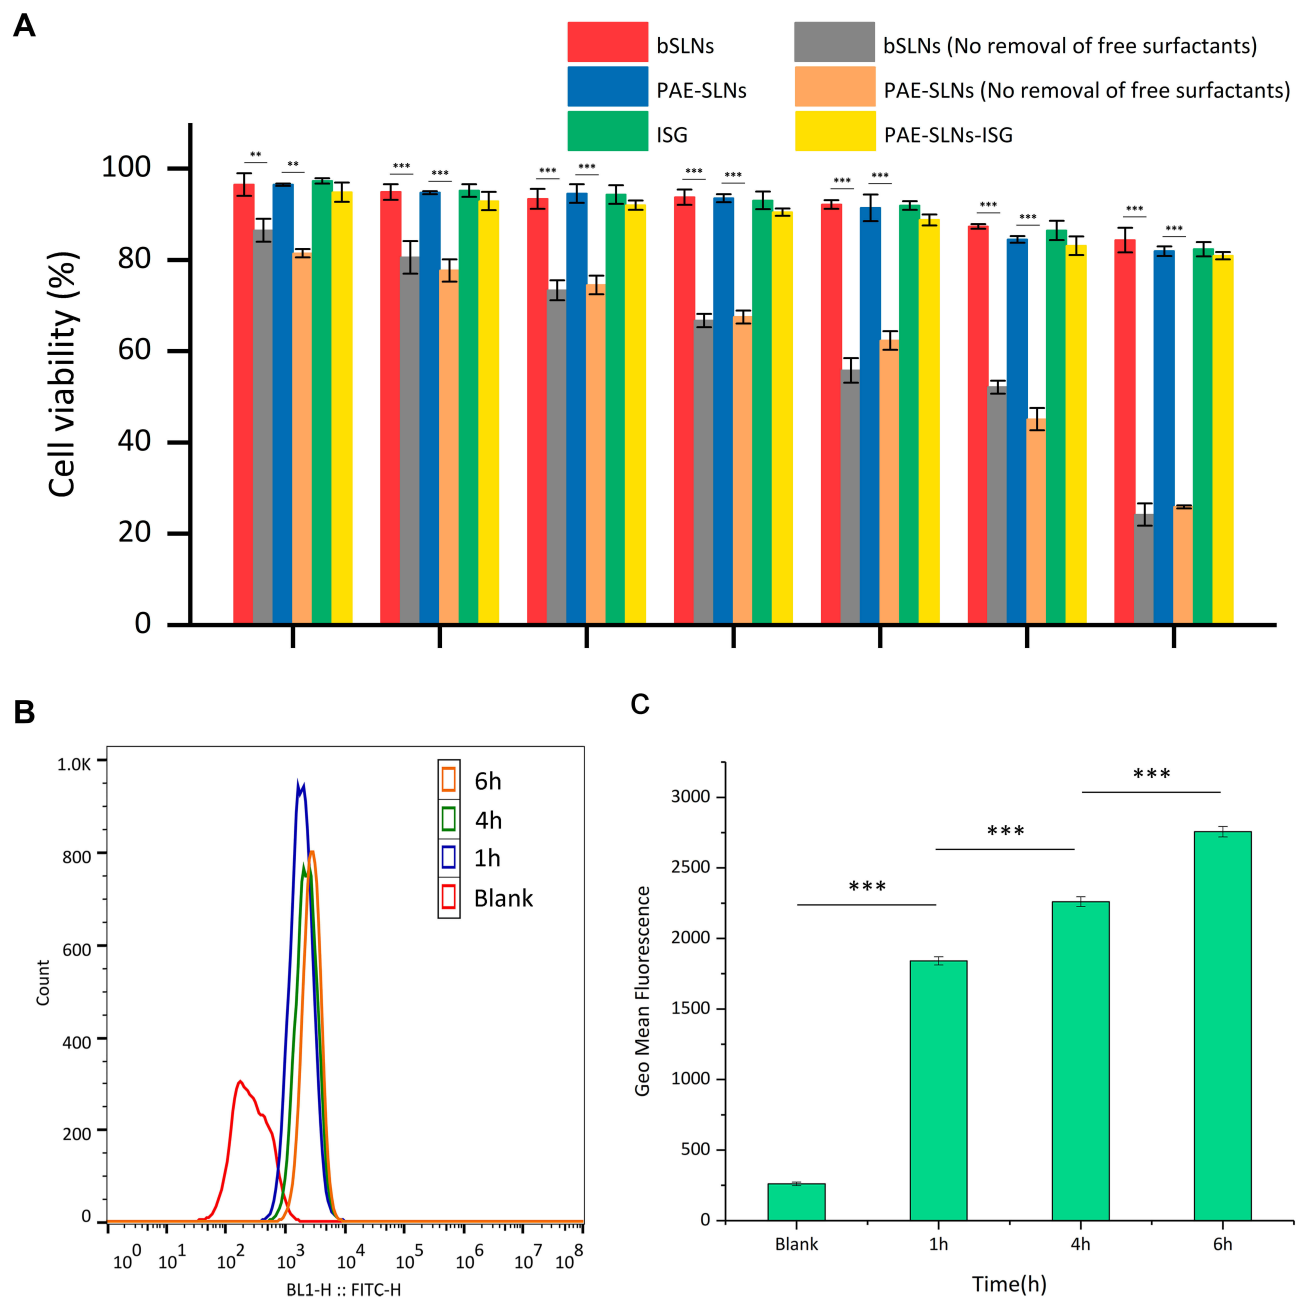 A
bSLNs
bSLNs (No removal of free surfactants)
PAE-SLNs
PAE-SLNs (No removal of free surfactants)
ISG
PAE-SLNs-ISG
Cell viability (%)
100
80
60
40
20
0
** ** *** *** *** *** *** *** *** *** *** *** *** ***
B
1.0K
800
600
400
200
0
Count
6h
4h
1h
Blank
10^0 10^1 10^2 10^3 10^4 10^5 10^6 10^7 10^8
BL1-H :: FITC-H
C
Geo Mean Fluorescence
3000
2500
2000
1500
1000
500
0
***
***
***
Blank 1h 4h 6h
Time(h)